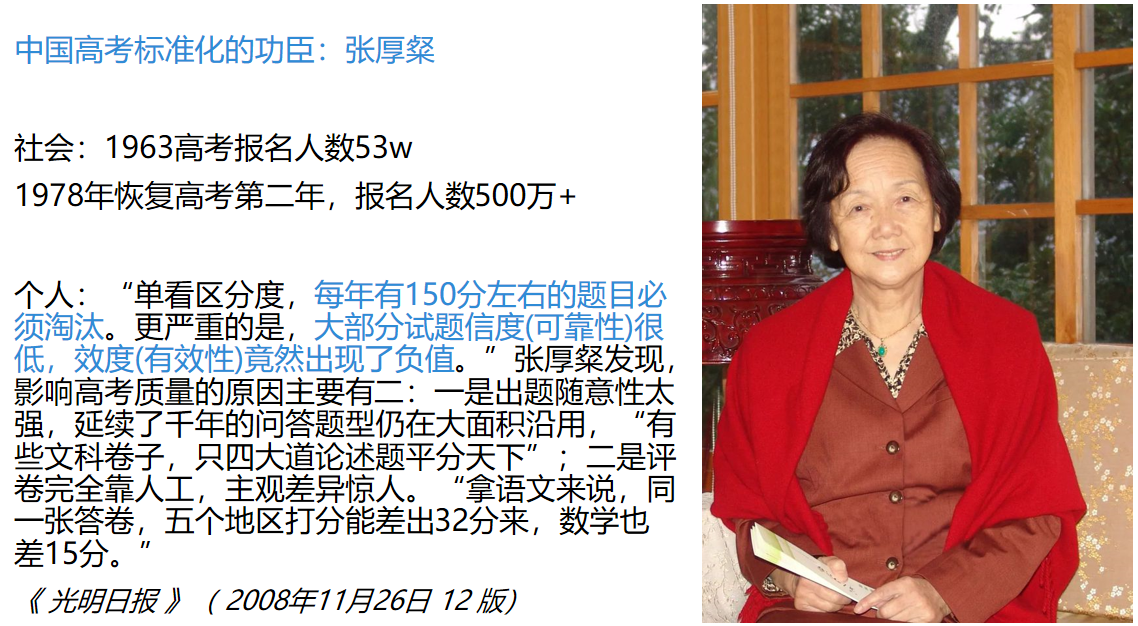 中国高考标准化的功臣：张厚粲
社会：1963高考报名人数53w
1978年恢复高考第二年，报名人数500万+
个人：“单看区分度，每年有150分左右的题目必
须淘汰。更严重的是，大部分试题信度(可靠性)很
低，效度(有效性)竟然出现了负值。”张厚粲发现，
影响高考质量的原因主要有二：一是出题随意性太
强，延续了千年的问答题型仍在大面积沿用，“有
些文科卷子，只四大道论述题平分天下”；二是评
卷完全靠人工，主观差异惊人。“拿语文来说，同
一张答卷，五个地区打分能差出32分来，数学也
差15分。”
《 光明日报 》（ 2008年11月26日 12 版）